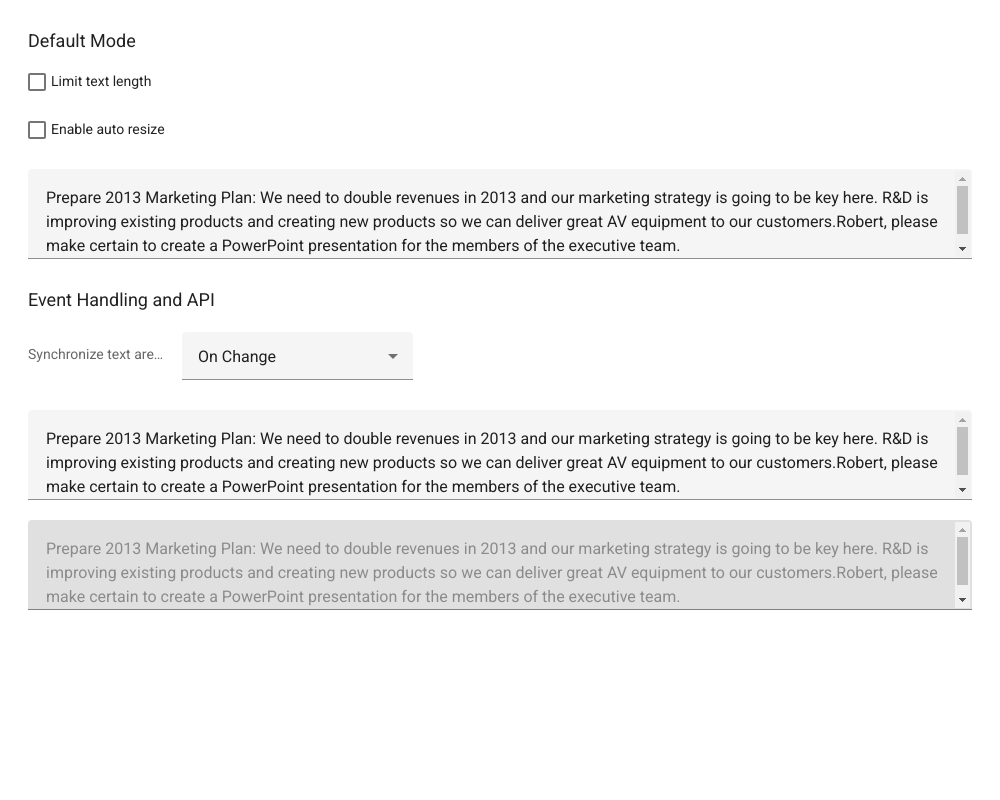 Default Mode
Limit text length
Enable auto resize
Prepare 2013 Marketing Plan: We need to double revenues in 2013 and our marketing strategy is going to be key here. R&D is
improving existing products and creating new products so we can deliver great AV equipment to our customers.Robert, please
make certain to create a PowerPoint presentation for the members of the executive team.
Event Handling and API
Synchronize text are…
On Change
Prepare 2013 Marketing Plan: We need to double revenues in 2013 and our marketing strategy is going to be key here. R&D is
improving existing products and creating new products so we can deliver great AV equipment to our customers.Robert, please
make certain to create a PowerPoint presentation for the members of the executive team.
Prepare 2013 Marketing Plan: We need to double revenues in 2013 and our marketing strategy is going to be key here. R&D is
improving existing products and creating new products so we can deliver great AV equipment to our customers.Robert, please
make certain to create a PowerPoint presentation for the members of the executive team.